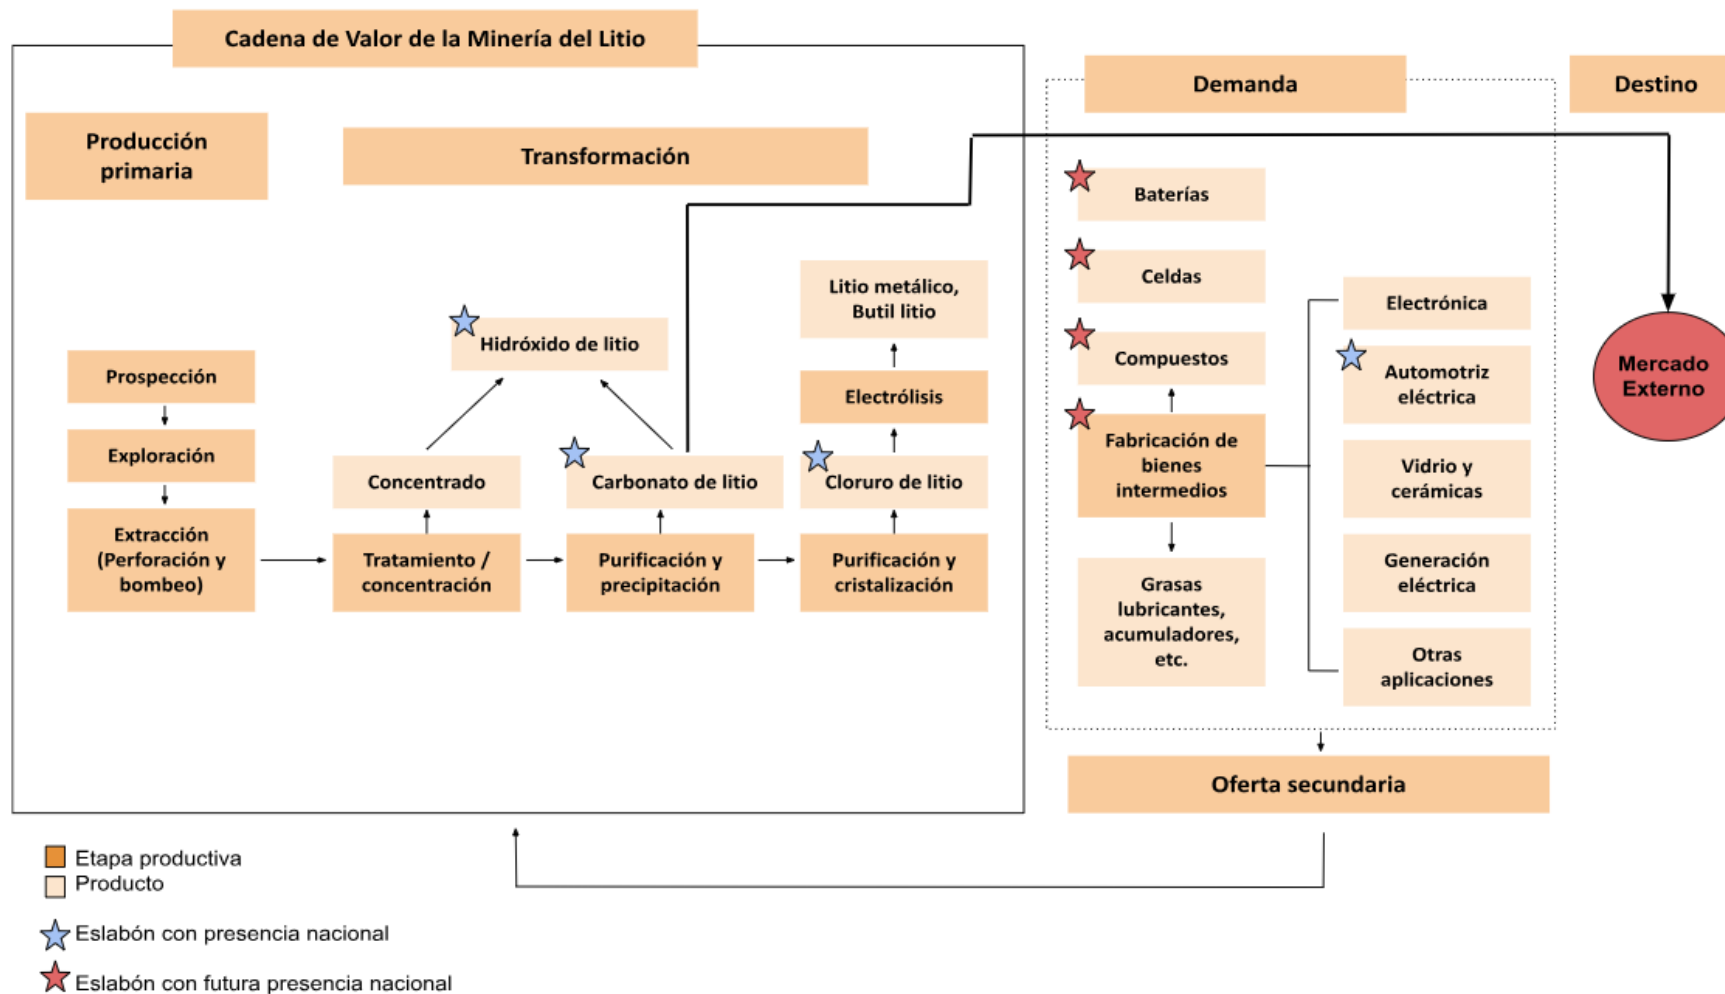 Cadena de Valor de la Minería del Litio
Demanda
Destino
Producción
primaria
Transformación
Prospección
Exploración
Extracción
(Perforación y
bombeo)
Hidróxido de litio
Concentrado
Tratamiento /
concentración
Carbonato de litio
Purificación y
precipitación
Litio metálico,
Butil litio
Electrólisis
Cloruro de litio
Purificación y
cristalización
Baterías
Celdas
Compuestos
Fabricación de
bienes
intermedios
Grasas
lubricantes,
acumuladores,
etc.
Electrónica
Automotriz
eléctrica
Vidrio y
cerámicas
Generación
eléctrica
Otras
aplicaciones
Mercado
Externo
Oferta secundaria
Etapa productiva
Producto
Eslabón con presencia nacional
Eslabón con futura presencia nacional